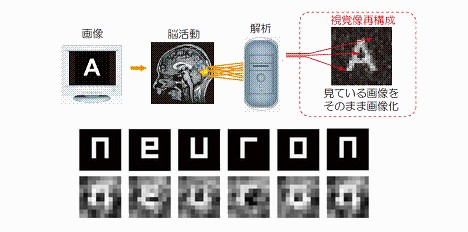 画像
脳活動
解析
視覚像再構成
A
A
見ている画像を
そのまま画像化
neuron
neuron